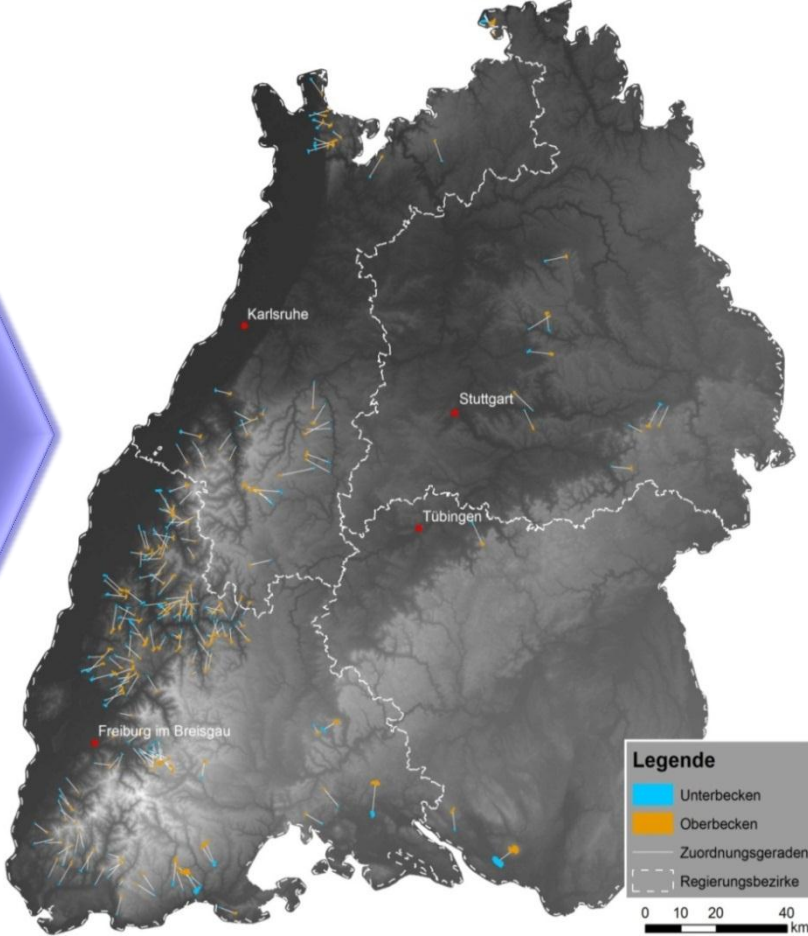 Karlsruhe
Stuttgart
Tübingen
Freiburg im Breisgau
Legende
Unterbecken
Oberbecken
Zuordnungsgeraden
Regierungsbezirke
0 10 20 40
km